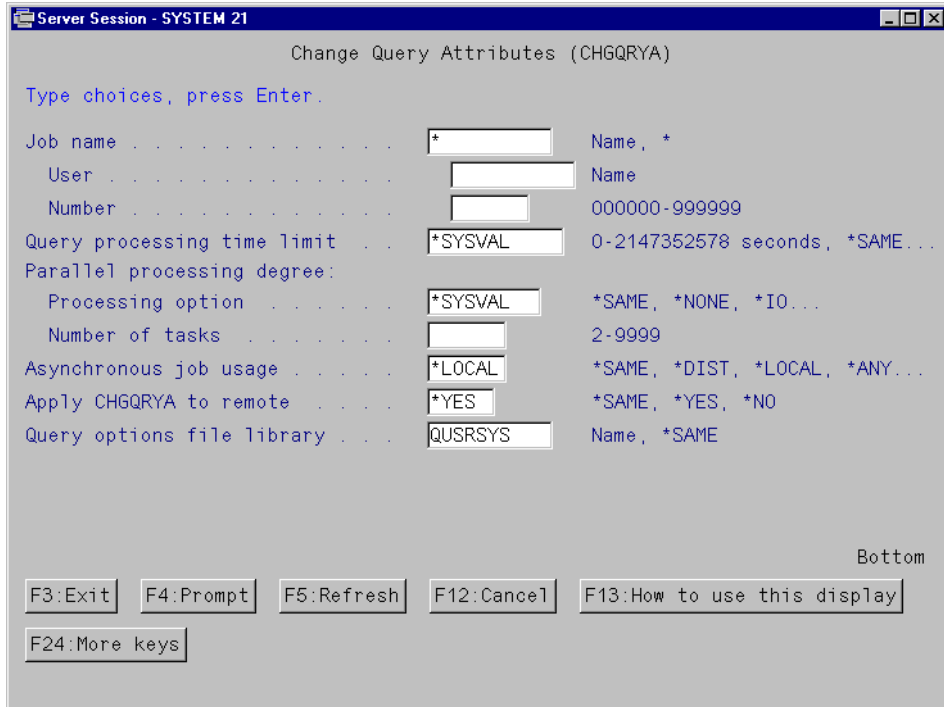 Server Session - SYSTEM 21
Change Query Attributes (CHGQRYA)
Type choices, press Enter.
Job name . . . . . . . . . . . . * Name, *
User . . . . . . . . . . . . . Name
Number . . . . . . . . . . . . 000000-999999
Query processing time limit . . *SYSVAL 0-2147352578 seconds, *SAME...
Parallel processing degree:
Processing option . . . . . . *SYSVAL *SAME, *NONE, *IO...
Number of tasks . . . . . . . 2-9999
Asynchronous job usage . . . . . *LOCAL *SAME, *DIST, *LOCAL, *ANY...
Apply CHGQRYA to remote . . . . *YES *SAME, *YES, *NO
Query options file library . . . QUSRSYS Name, *SAME
Bottom
F3:Exit F4:Prompt F5:Refresh F12:Cancel F13:How to use this display
F24:More keys